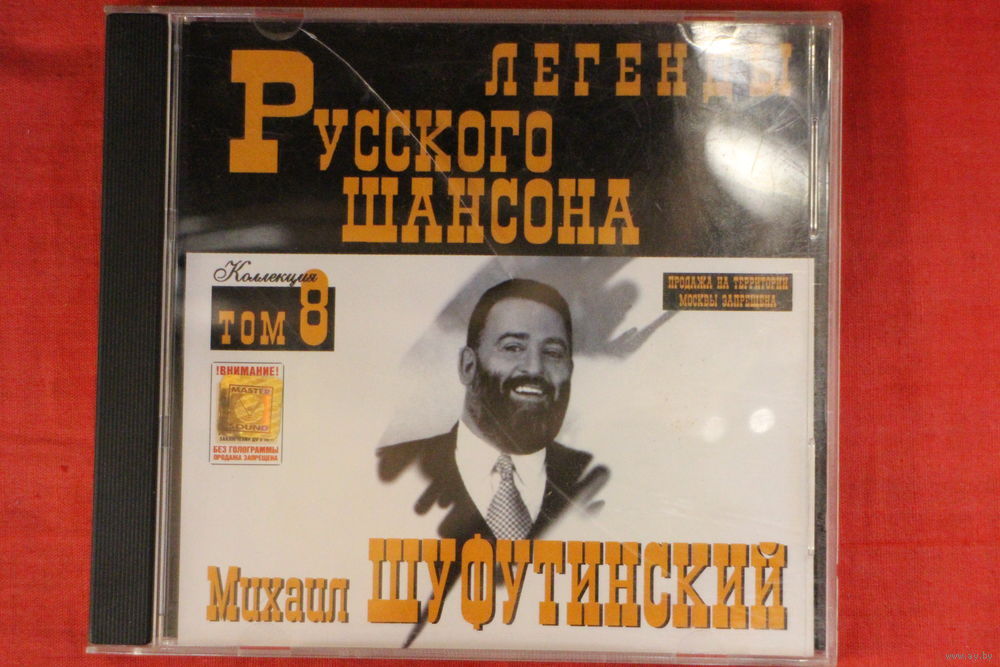 ЛЕГЕНДЫ
РУССКОГО
ШАНСОНА
Коллекция
ТОМ 8
ПРОДАЖА НА ТЕРРИТОРИИ
МОСКВЫ ЗАПРЕЩЕНА
!ВНИМАНИЕ!
MASTER
SOUND
БЕЗ ГОЛОГРАММЫ
ПРОДАЖА ЗАПРЕЩЕНА
Михаил ШУФУТИНСКИЙ
www.ay.by